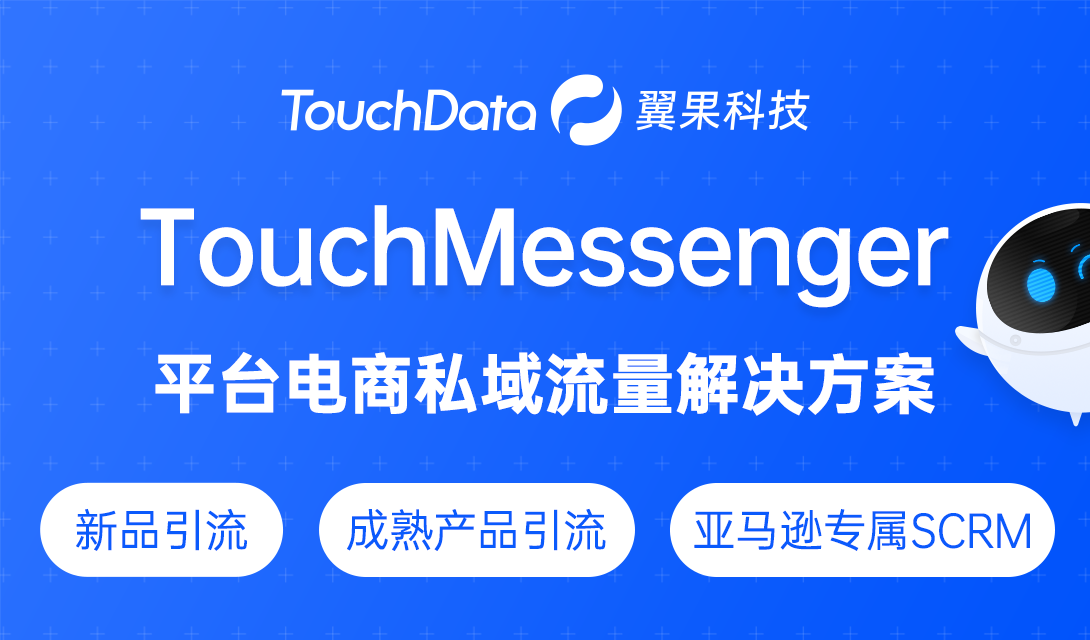 TouchData 翼果科技
TouchMessenger
平台电商私域流量解决方案
新品引流 成熟产品引流 亚马逊专属SCRM